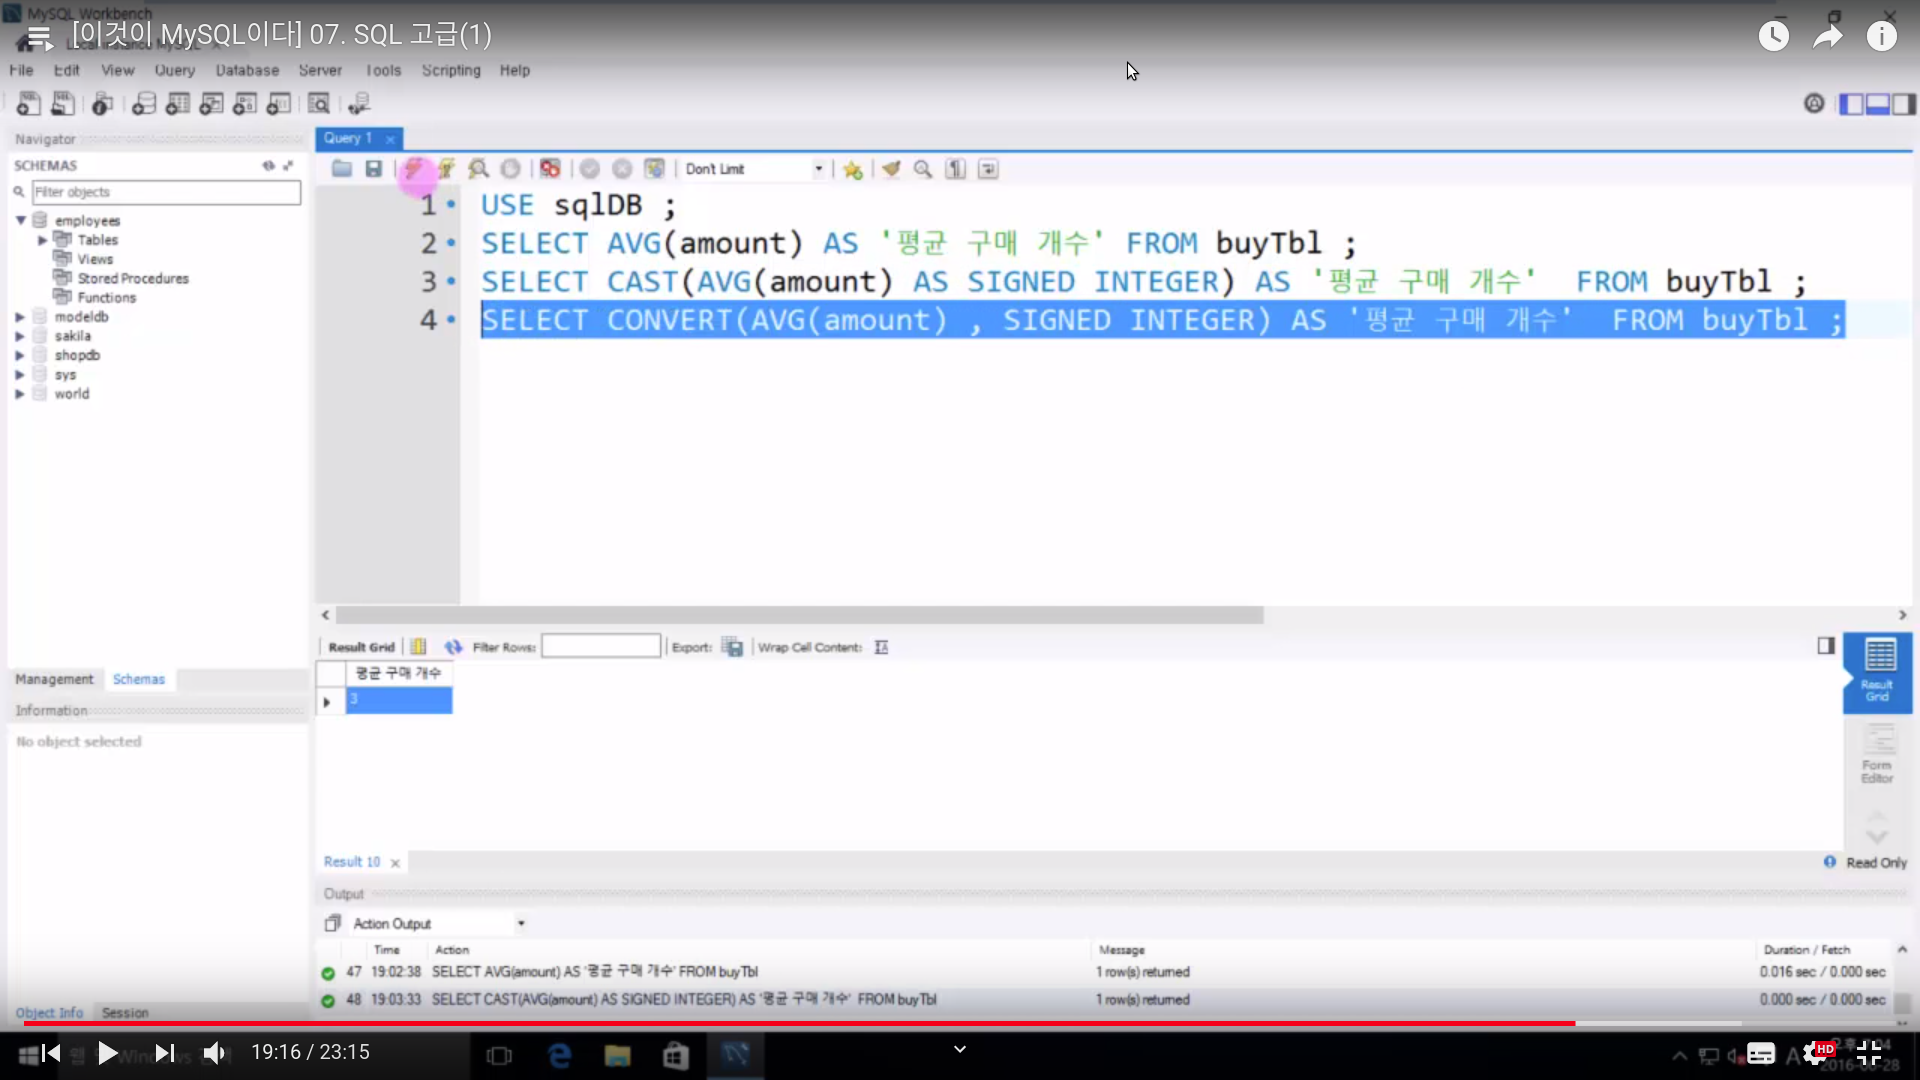 MySQL Workbench
[이것이 MySQL이다] 07. SQL 고급(1)
File Edit View Query Database Server Tools Scripting Help
Navigator
Query 1
SCHEMAS
Don't Limit
Filter objects
employees
Tables
Views
Stored Procedures
Functions
modeldb
sakila
shopdb
sys
world
1 USE sqlDB ;
2 SELECT AVG(amount) AS '평균 구매 개수' FROM buyTbl ;
3 SELECT CAST(AVG(amount) AS SIGNED INTEGER) AS '평균 구매 개수'  FROM buyTbl ;
4 SELECT CONVERT(AVG(amount) , SIGNED INTEGER) AS '평균 구매 개수'  FROM buyTbl ;
Result Grid Filter Rows: Export: Wrap Cell Content:
평균 구매 개수
3
Result Grid
Form Editor
Management Schemas
Information
No object selected
Result 10
Read Only
Output
Action Output
Time Action Message Duration / Fetch
47 19:02:38 SELECT AVG(amount) AS '평균 구매 개수' FROM buyTbl 1 row(s) returned 0.016 sec / 0.000 sec
48 19:03:33 SELECT CAST(AVG(amount) AS SIGNED INTEGER) AS '평균 구매 개수'  FROM buyTbl 1 row(s) returned 0.000 sec / 0.000 sec
Object Info Session
19:16 / 23:15
HD